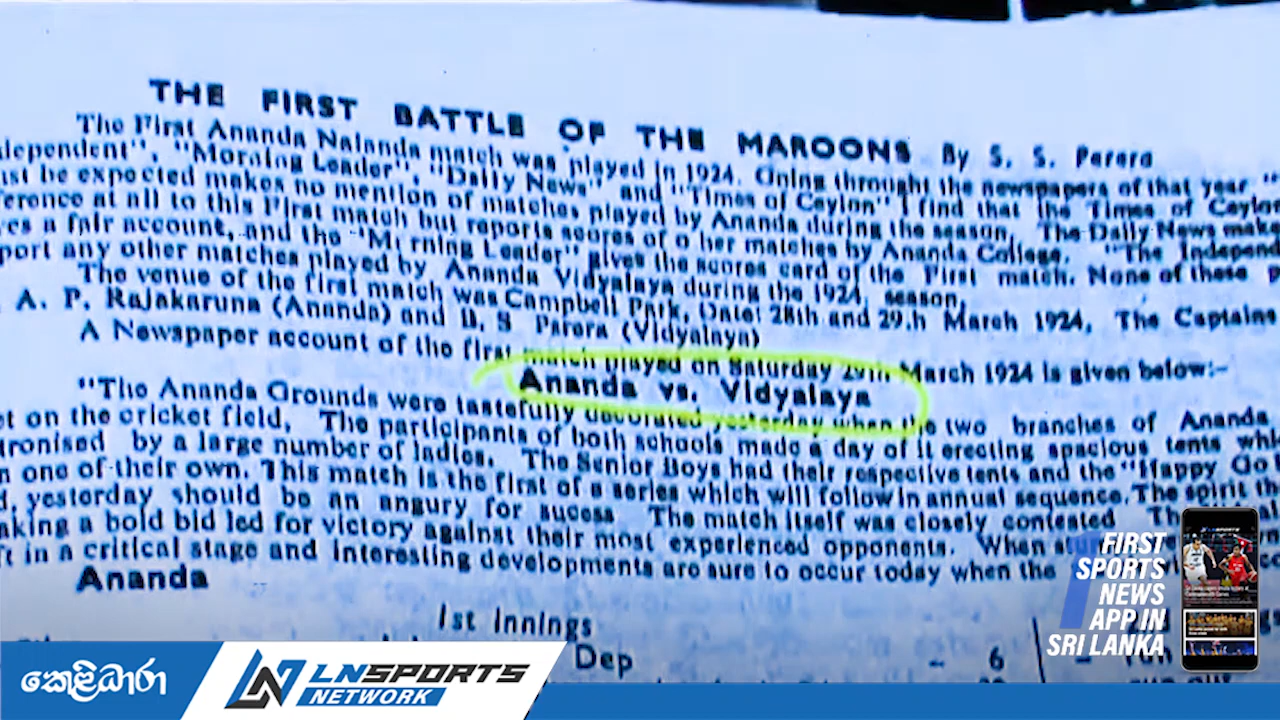 THE FIRST BATTLE OF THE MAROONS By S. S. Perera
The First Ananda Nalanda match was played in 1924. Going throught the newspapers of that year "
dependent", "Morning Leader", "Daily News" and "Times of Ceylon" I find that the Times of Ceylon
be expected makes no mention of matches played by Ananda during the season. The Daily News make
ference at all to this First match but reports scores of o her matches by Ananda College. "The Independ
a fair account, and the "Mc rning Leader" gives the scores card of the First match. None of these p
port any other matches played by Ananda Vidyalaya during the 1924 season.
The venue of the first match was Campbell Park, Date: 28th and 29.h March 1924. The Captains
A. P. Rajakaruna (Ananda) and D. S Perera (Vidyalaya)
A Newspaper account of the first match played on Saturday 29th March 1924 is given below:-
Ananda vs. Vidyalaya
"The Ananda Grounds were tastefully decorated yesterday when the two branches of Ananda
et on the cricket field. The participants of both schools made a day of it erecting spacious tents whi
tronised by a large number of ladies. The Senior Boys had their respective tents and the "Happy Go
n one of their own. This match is the first of a series which will follow in annual sequence. The spirit th
d, yesterday should be an angury for sucess The match itself was closely contested
aking a bold bid led for victory against their most experienced opponents. When
ft in a critical stage and interesting developments are sure to occur today when the
Ananda
1st Innings
Dep - 6
FIRST
SPORTS
NEWS
APP IN
SRI LANKA
LNSPORTS
කෙළිධාරා
LNSPORTS
NETWORK